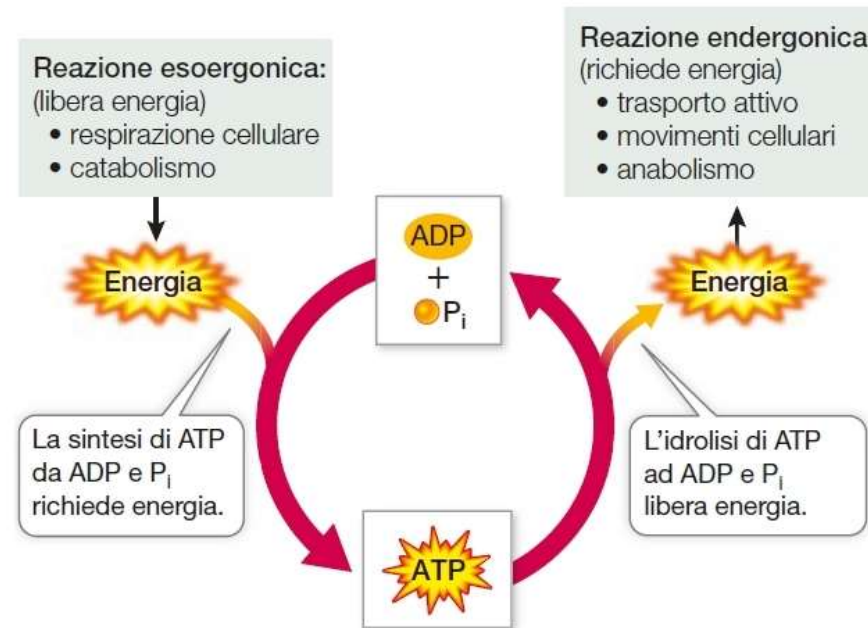 Reazione esoergonica:
(libera energia)
• respirazione cellulare
• catabolismo
Energia
La sintesi di ATP
da ADP e Pi
richiede energia.
ADP
+
Pi
ATP
Reazione endergonica
(richiede energia)
• trasporto attivo
• movimenti cellulari
• anabolismo
Energia
L'idrolisi di ATP
ad ADP e Pi
libera energia.